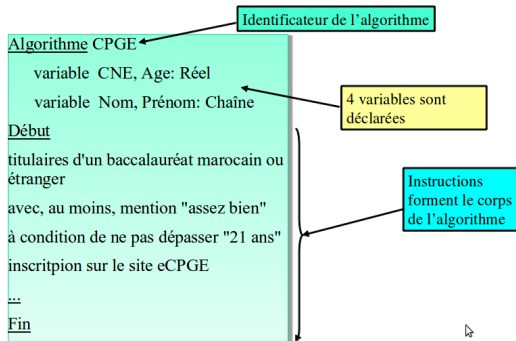 Identificateur de l'algorithme
Algorithme CPGE
variable CNE, Age: Réel
variable Nom, Prénom: Chaîne
4 variables sont
déclarées
Début
titulaires d'un baccalauréat marocain ou
étranger
avec, au moins, mention "assez bien"
à condition de ne pas dépasser "21 ans"
inscritpion sur le site eCPGE
...
Fin
Instructions
forment le corps
de l'algorithme